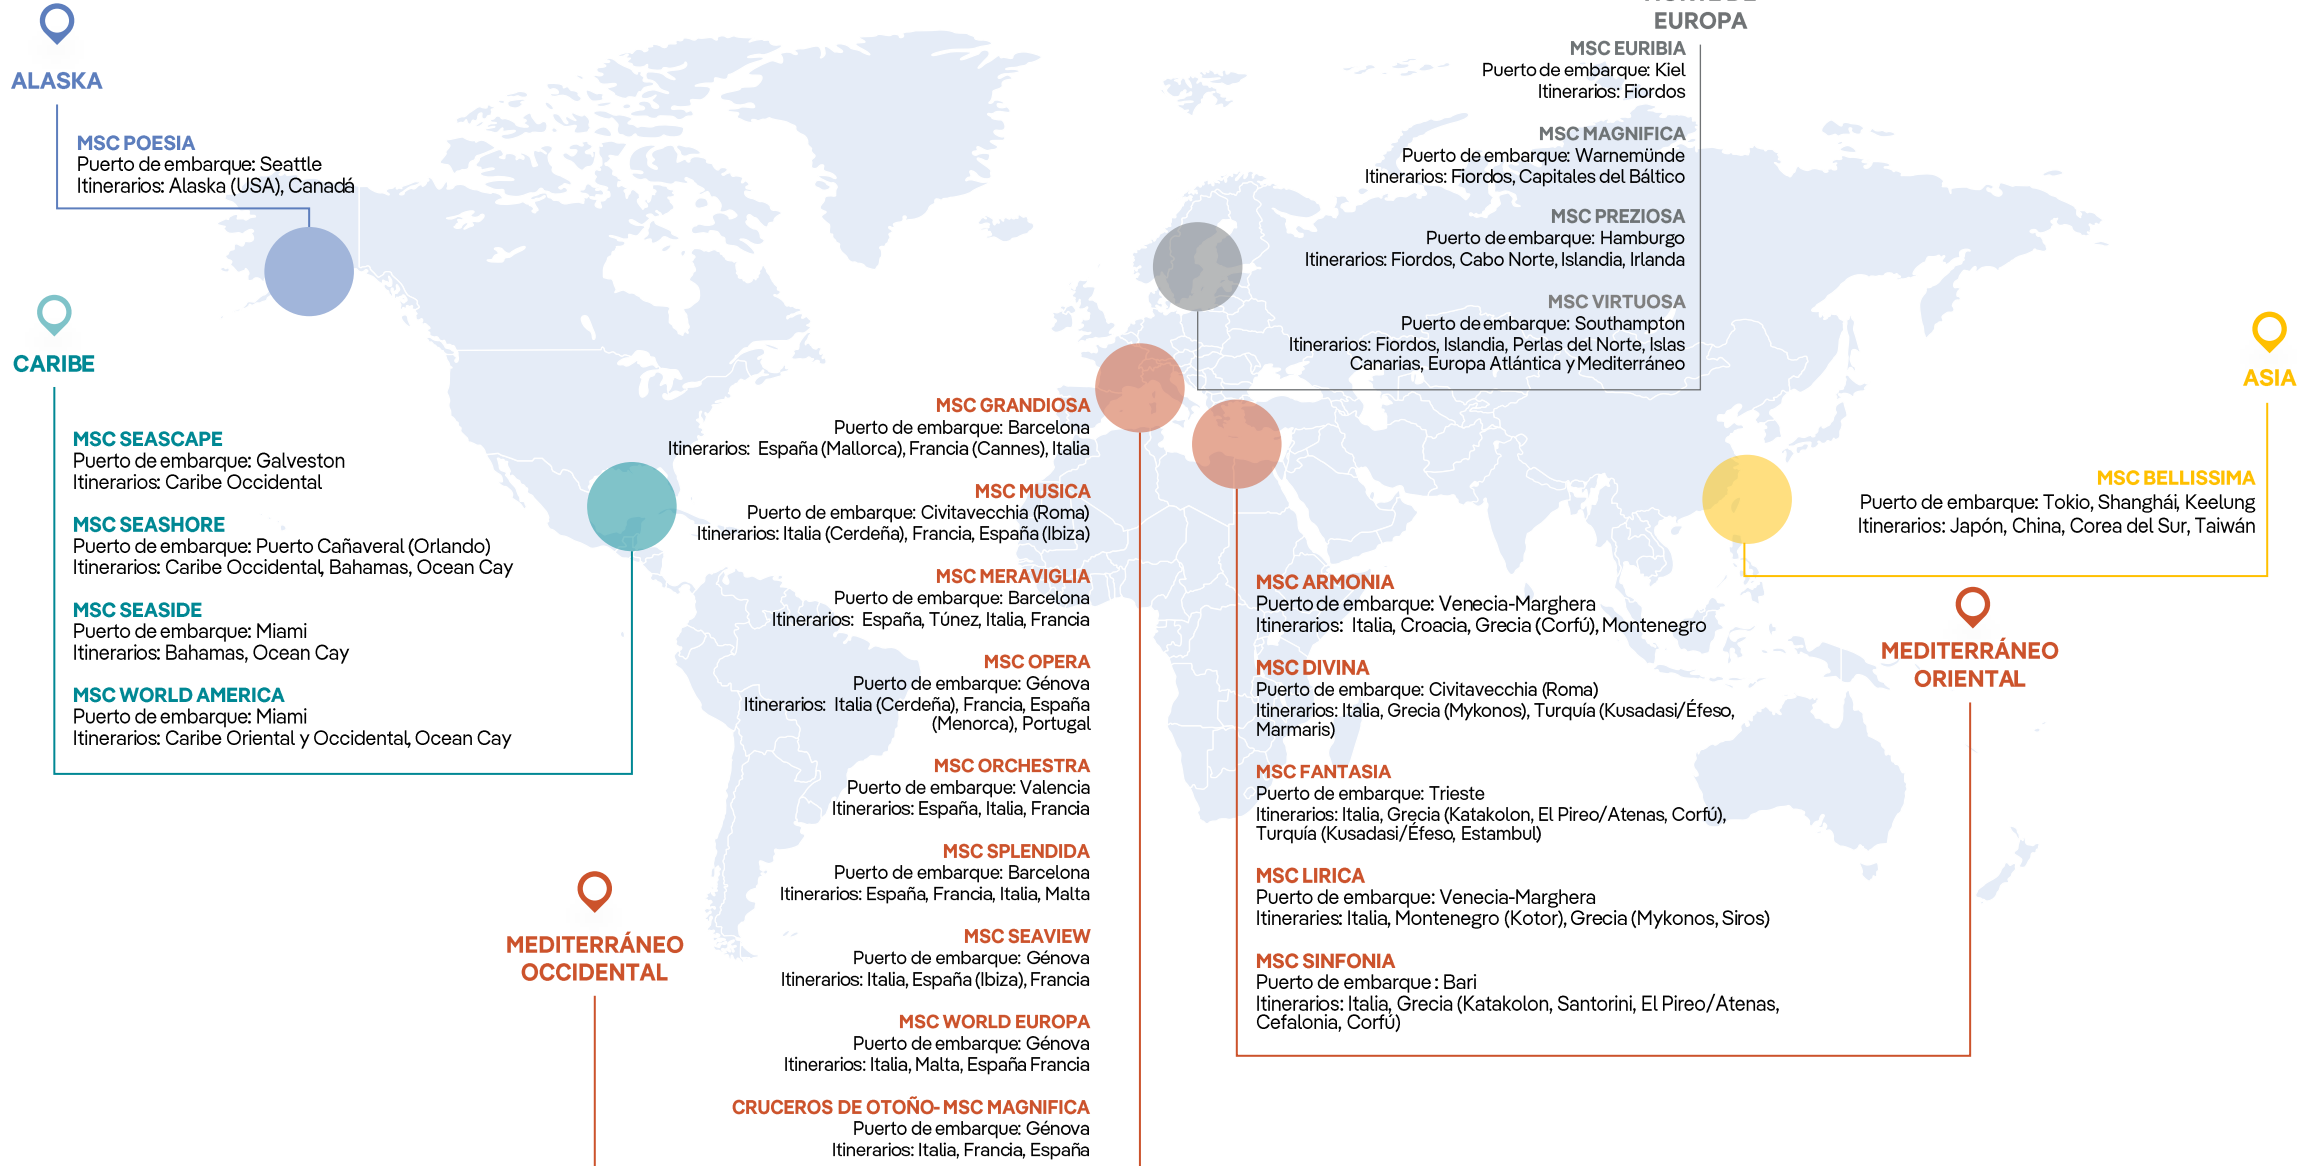 ALASKA
MSC POESIA
Puerto de embarque: Seattle
Itinerarios: Alaska (USA), Canadá
CARIBE
MSC SEASCAPE
Puerto de embarque: Galveston
Itinerarios: Caribe Occidental
MSC SEASHORE
Puerto de embarque: Puerto Cañaveral (Orlando)
Itinerarios: Caribe Occidental, Bahamas, Ocean Cay
MSC SEASIDE
Puerto de embarque: Miami
Itinerarios: Bahamas, Ocean Cay
MSC WORLD AMERICA
Puerto de embarque: Miami
Itinerarios: Caribe Oriental y Occidental, Ocean Cay
MEDITERRÁNEO
OCCIDENTAL
MSC GRANDIOSA
Puerto de embarque: Barcelona
Itinerarios: España (Mallorca), Francia (Cannes), Italia
MSC MUSICA
Puerto de embarque: Civitavecchia (Roma)
Itinerarios: Italia (Cerdeña), Francia, España (Ibiza)
MSC MERAVIGLIA
Puerto de embarque: Barcelona
Itinerarios: España, Túnez, Italia, Francia
MSC OPERA
Puerto de embarque: Génova
Itinerarios: Italia (Cerdeña), Francia, España
(Menorca), Portugal
MSC ORCHESTRA
Puerto de embarque: Valencia
Itinerarios: España, Italia, Francia
MSC SPLENDIDA
Puerto de embarque: Barcelona
Itinerarios: España, Francia, Italia, Malta
MSC SEAVIEW
Puerto de embarque: Génova
Itinerarios: Italia, España (Ibiza), Francia
MSC WORLD EUROPA
Puerto de embarque: Génova
Itinerarios: Italia, Malta, España Francia
CRUCEROS DE OTOÑO- MSC MAGNIFICA
Puerto de embarque: Génova
Itinerarios: Italia, Francia, España
EUROPA
MSC EURIBIA
Puerto de embarque: Kiel
Itinerarios: Fiordos
MSC MAGNIFICA
Puerto de embarque: Warnemünde
Itinerarios: Fiordos, Capitales del Báltico
MSC PREZIOSA
Puerto de embarque: Hamburgo
Itinerarios: Fiordos, Cabo Norte, Islandia, Irlanda
MSC VIRTUOSA
Puerto de embarque: Southampton
Itinerarios: Fiordos, Islandia, Perlas del Norte, Islas
Canarias, Europa Atlántica y Mediterráneo
ASIA
MSC BELLISSIMA
Puerto de embarque: Tokio, Shanghái, Keelung
Itinerarios: Japón, China, Corea del Sur, Taiwán
MEDITERRÁNEO
ORIENTAL
MSC ARMONIA
Puerto de embarque: Venecia-Marghera
Itinerarios: Italia, Croacia, Grecia (Corfú), Montenegro
MSC DIVINA
Puerto de embarque: Civitavecchia (Roma)
Itinerarios: Italia, Grecia (Mykonos), Turquía (Kusadasi/Éfeso,
Marmaris)
MSC FANTASIA
Puerto de embarque: Trieste
Itinerarios: Italia, Grecia (Katakolon, El Pireo/Atenas, Corfú),
Turquía (Kusadasi/Éfeso, Estambul)
MSC LIRICA
Puerto de embarque: Venecia-Marghera
Itineraries: Italia, Montenegro (Kotor), Grecia (Mykonos, Siros)
MSC SINFONIA
Puerto de embarque : Bari
Itinerarios: Italia, Grecia (Katakolon, Santorini, El Pireo/Atenas,
Cefalonia, Corfú)